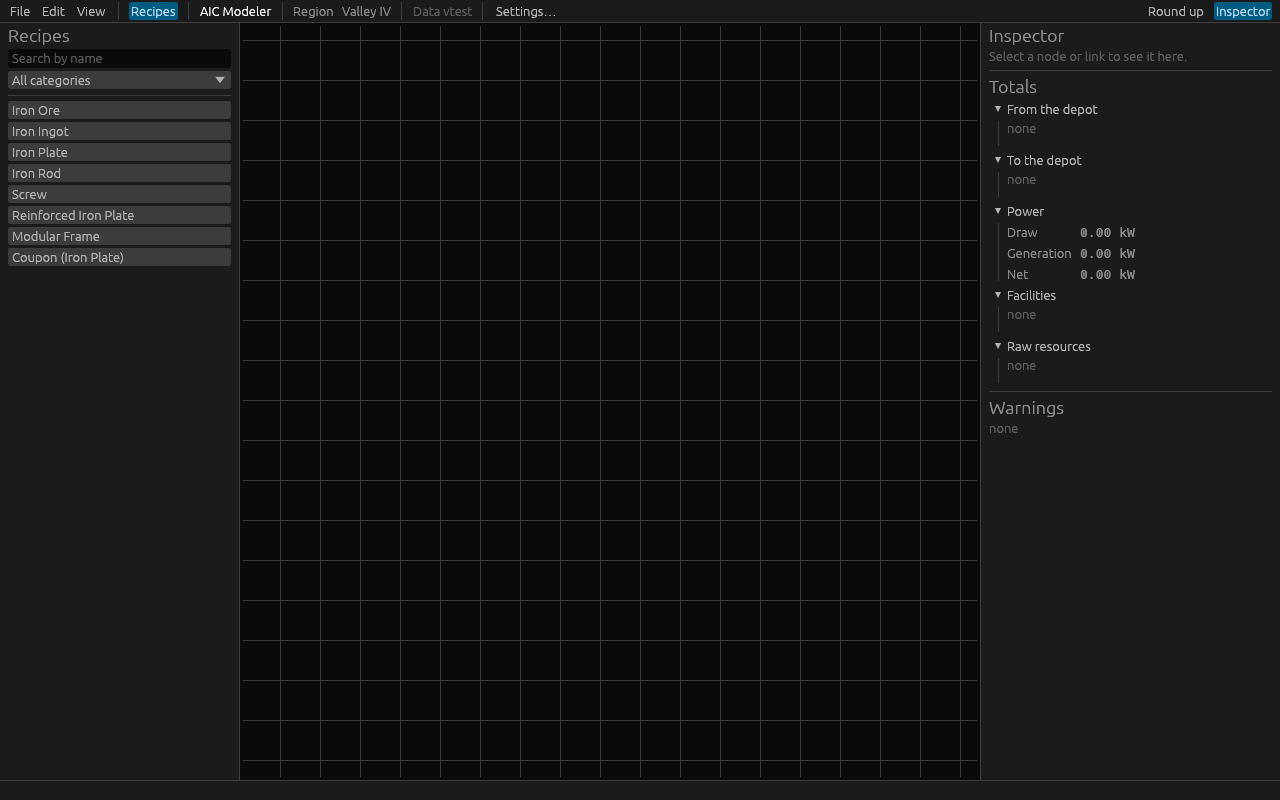 File Edit View Recipes AIC Modeler Region Valley IV Data vtest Settings… Round up Inspector
Recipes
Search by name
All categories
Iron Ore
Iron Ingot
Iron Plate
Iron Rod
Screw
Reinforced Iron Plate
Modular Frame
Coupon (Iron Plate)
Inspector
Select a node or link to see it here.
Totals
From the depot
none
To the depot
none
Power
Draw 0.00 kW
Generation 0.00 kW
Net 0.00 kW
Facilities
none
Raw resources
none
Warnings
none